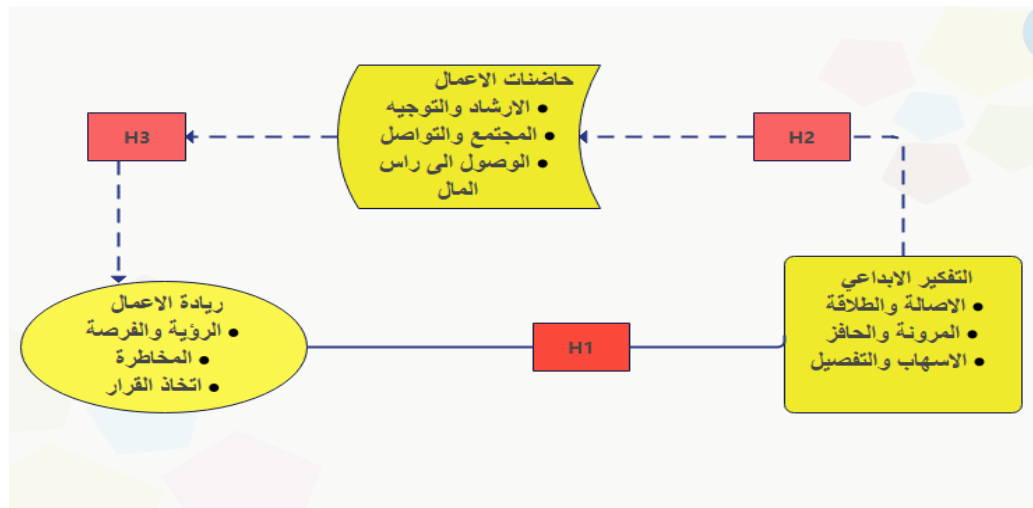 حاضنات الاعمال
● الارشاد والتوجيه
● المجتمع والتواصل
● الوصول الى راس
المال
H2
H3
التفكير الابداعي
● الاصالة والطلاقة
● المرونة والحافز
● الاسهاب والتفصيل
H1
ريادة الاعمال
● الرؤية والفرصة
● المخاطرة
● اتخاذ القرار